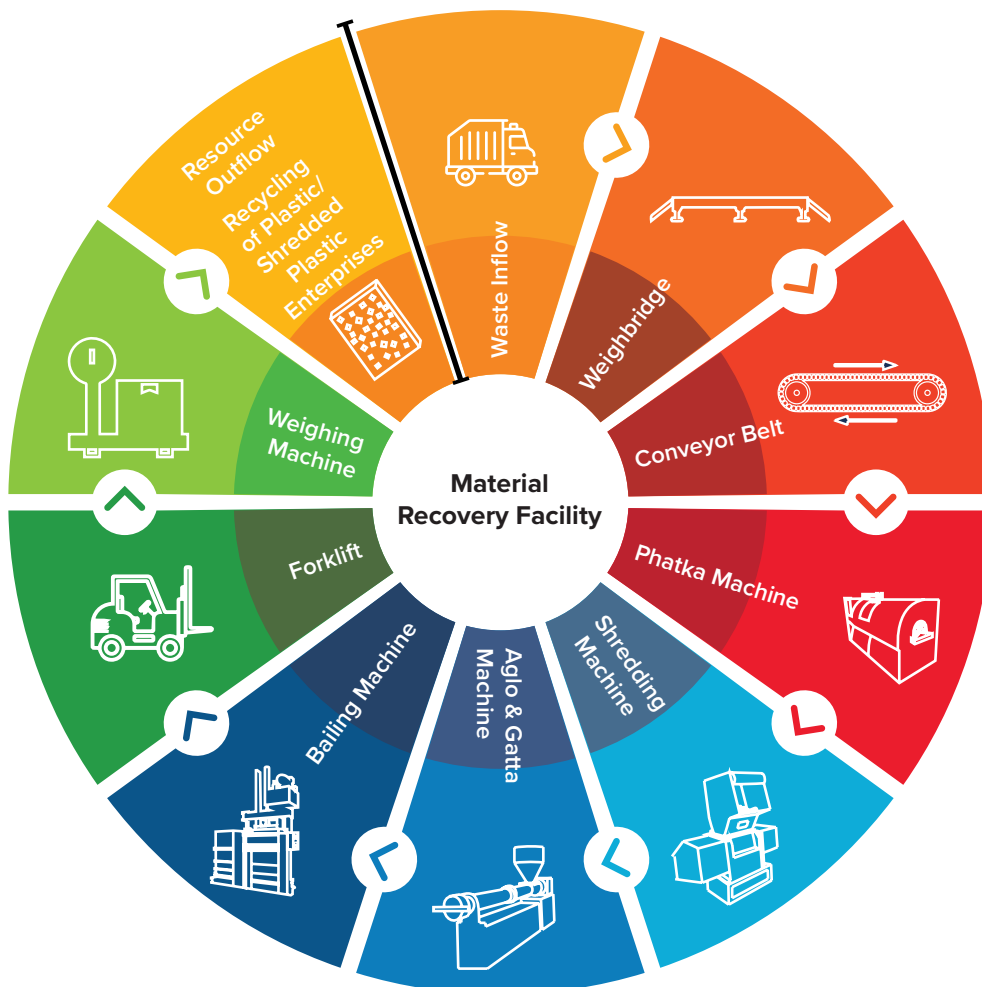 Material
Recovery Facility
Waste Inflow
Weighbridge
Conveyor Belt
Phatka Machine
Shredding
Machine
Aglo & Gatta
Machine
Bailing Machine
Forklift
Weighing
Machine
Resource
Outflow
Recycling
of Plastic/
Shredded
Plastic
Enterprises